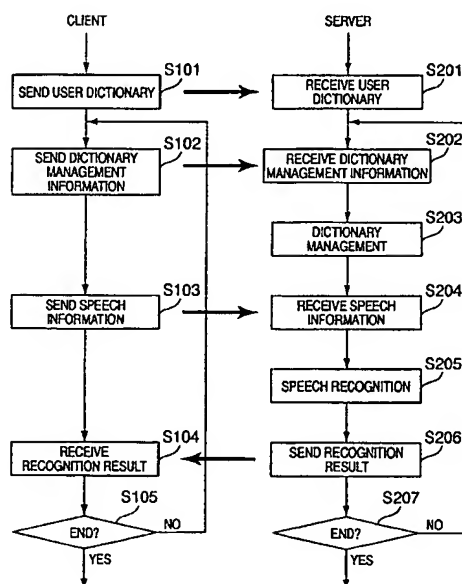 CLIENT
SERVER
S101
SEND USER DICTIONARY
S201
RECEIVE USER
DICTIONARY
S102
SEND DICTIONARY
MANAGEMENT
INFORMATION
S202
RECEIVE DICTIONARY
MANAGEMENT INFORMATION
S203
DICTIONARY
MANAGEMENT
S103
SEND SPEECH
INFORMATION
S204
RECEIVE SPEECH
INFORMATION
S205
SPEECH RECOGNITION
S104
RECEIVE
RECOGNITION RESULT
S206
SEND RECOGNITION
RESULT
S105
END?
NO
YES
S207
END?
NO
YES